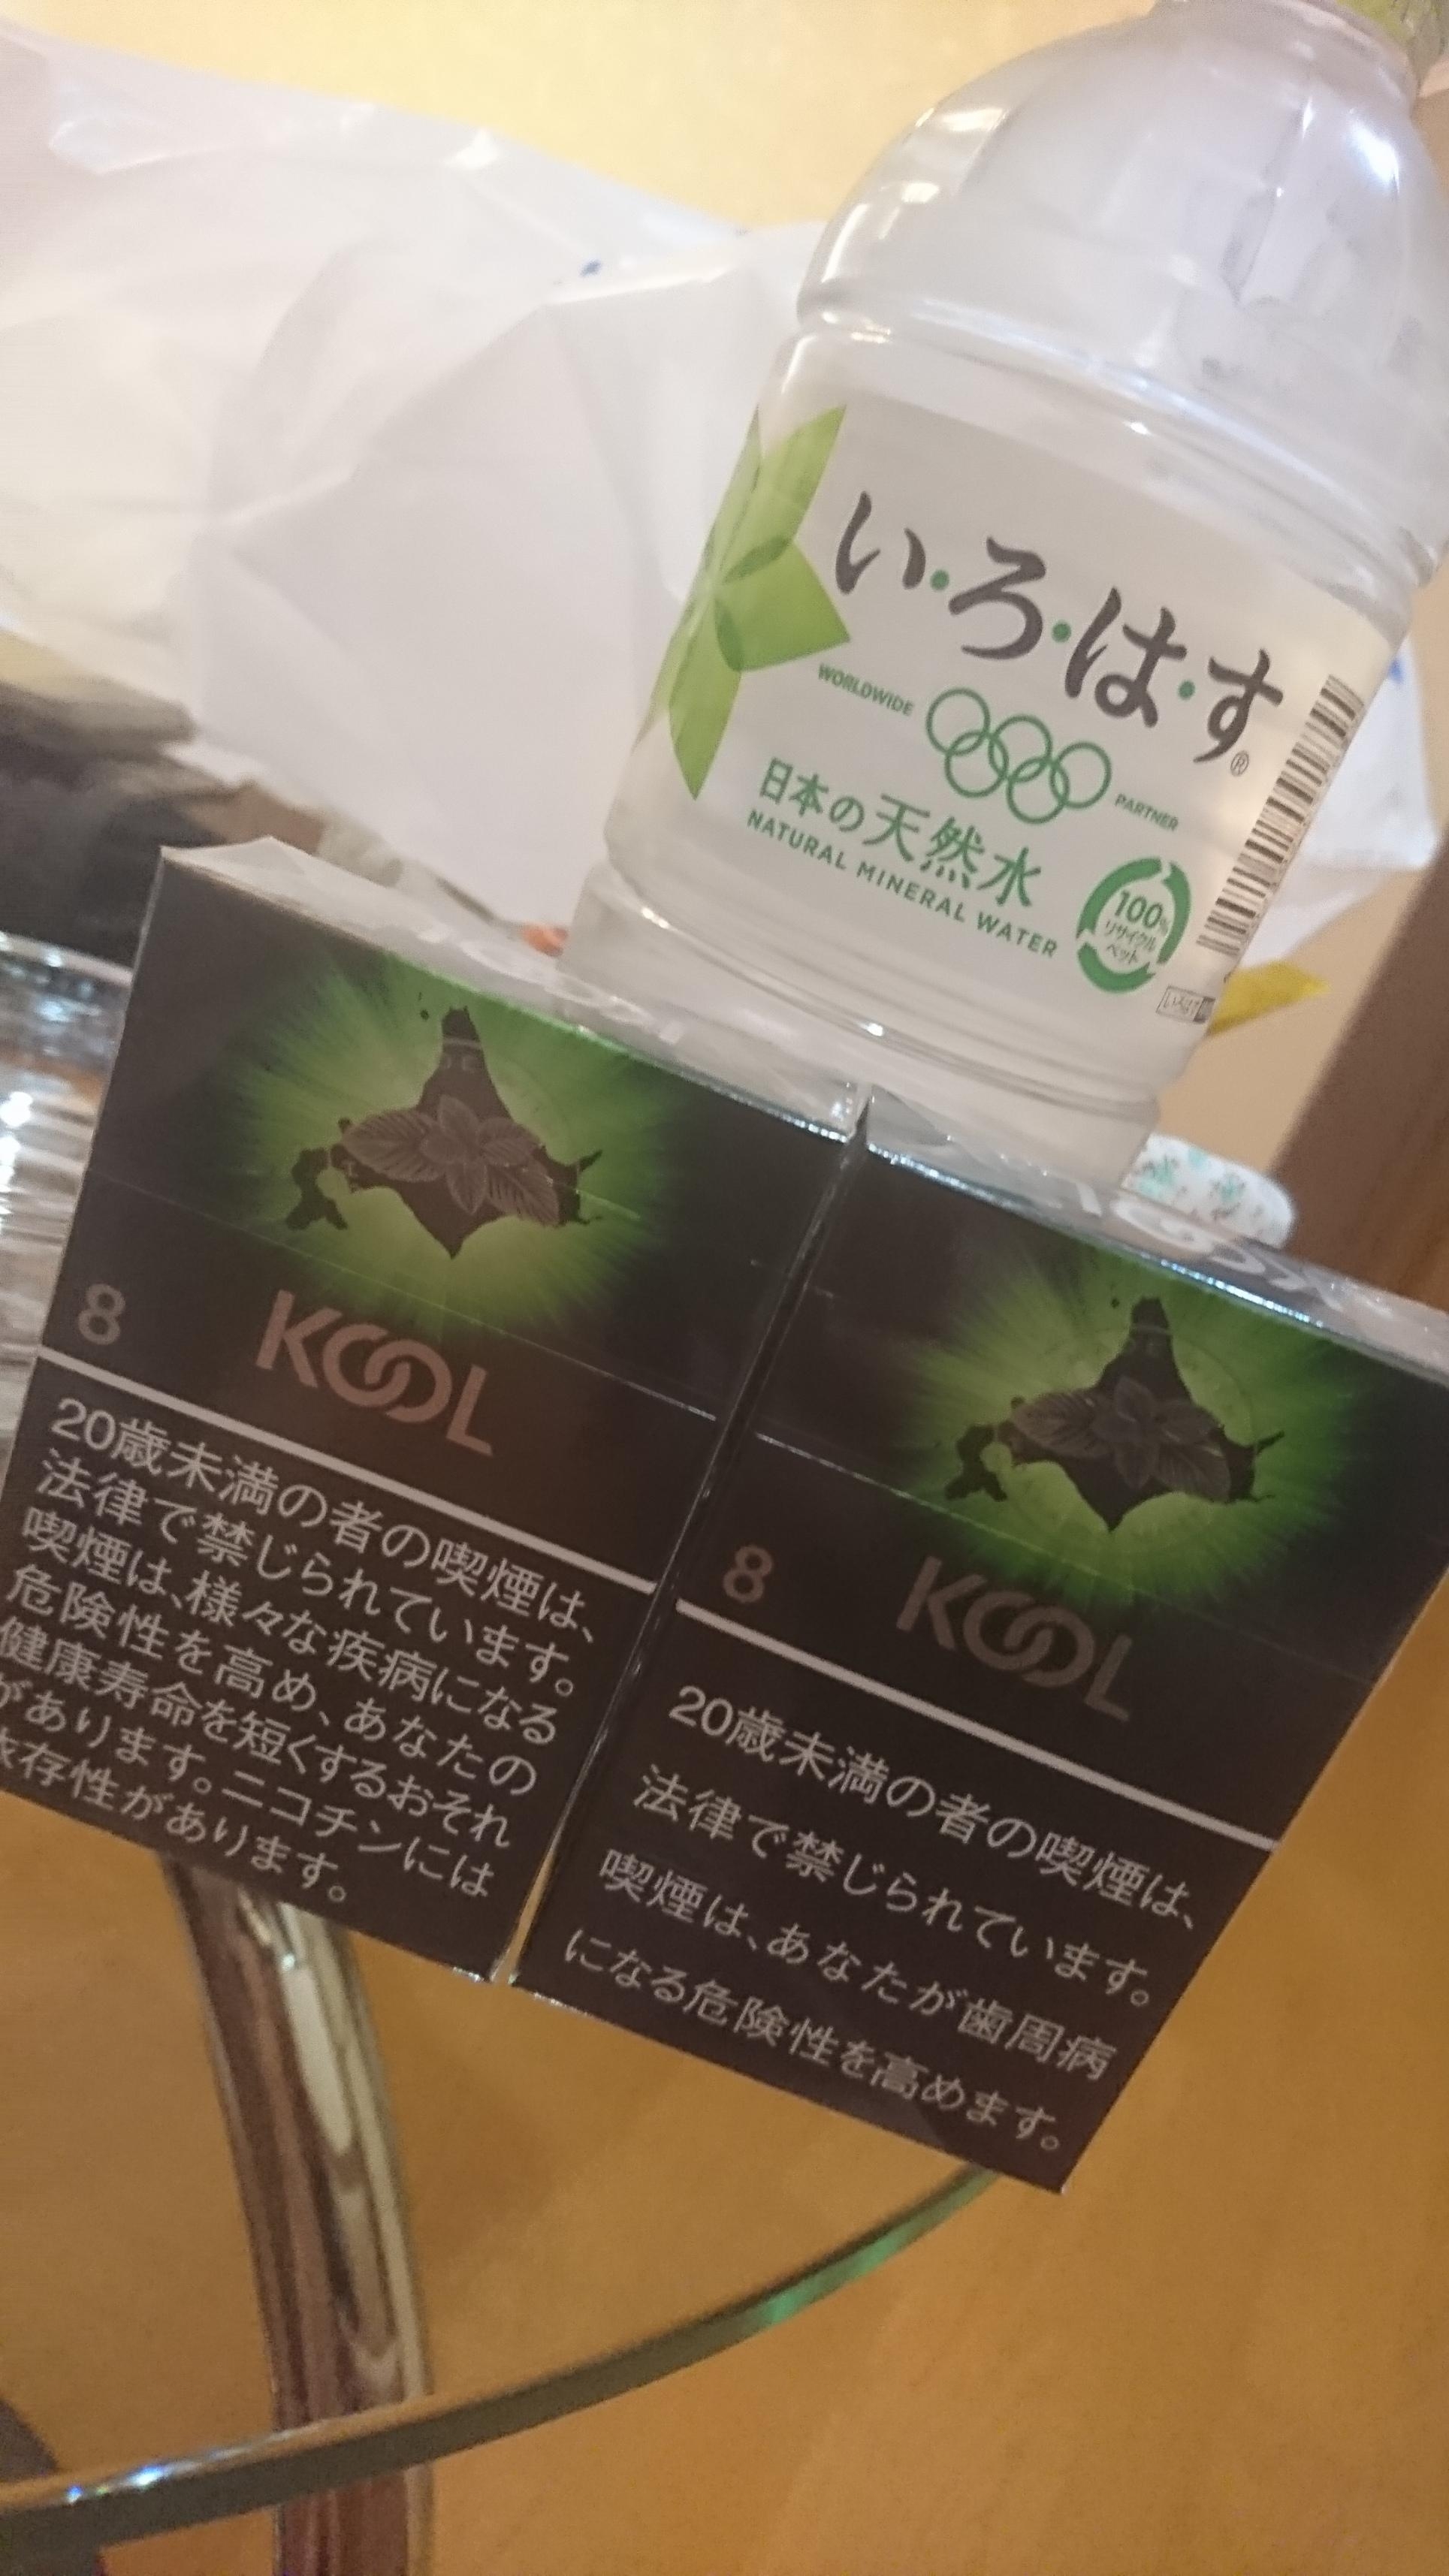 い・ろ・は・す®
WORLDWIDE
PARTNER
日本の天然水
NATURAL MINERAL WATER
100%
リサイクル
ペット
8
KOOL
20歳未満の者の喫煙は、
法律で禁じられています。
喫煙は、様々な疾病になる
危険性を高め、あなたの
健康寿命を短くするおそれ
があります。ニコチンには
依存性があります。
8
KOOL
20歳未満の者の喫煙は、
法律で禁じられています。
喫煙は、あなたが歯周病
になる危険性を高めます。